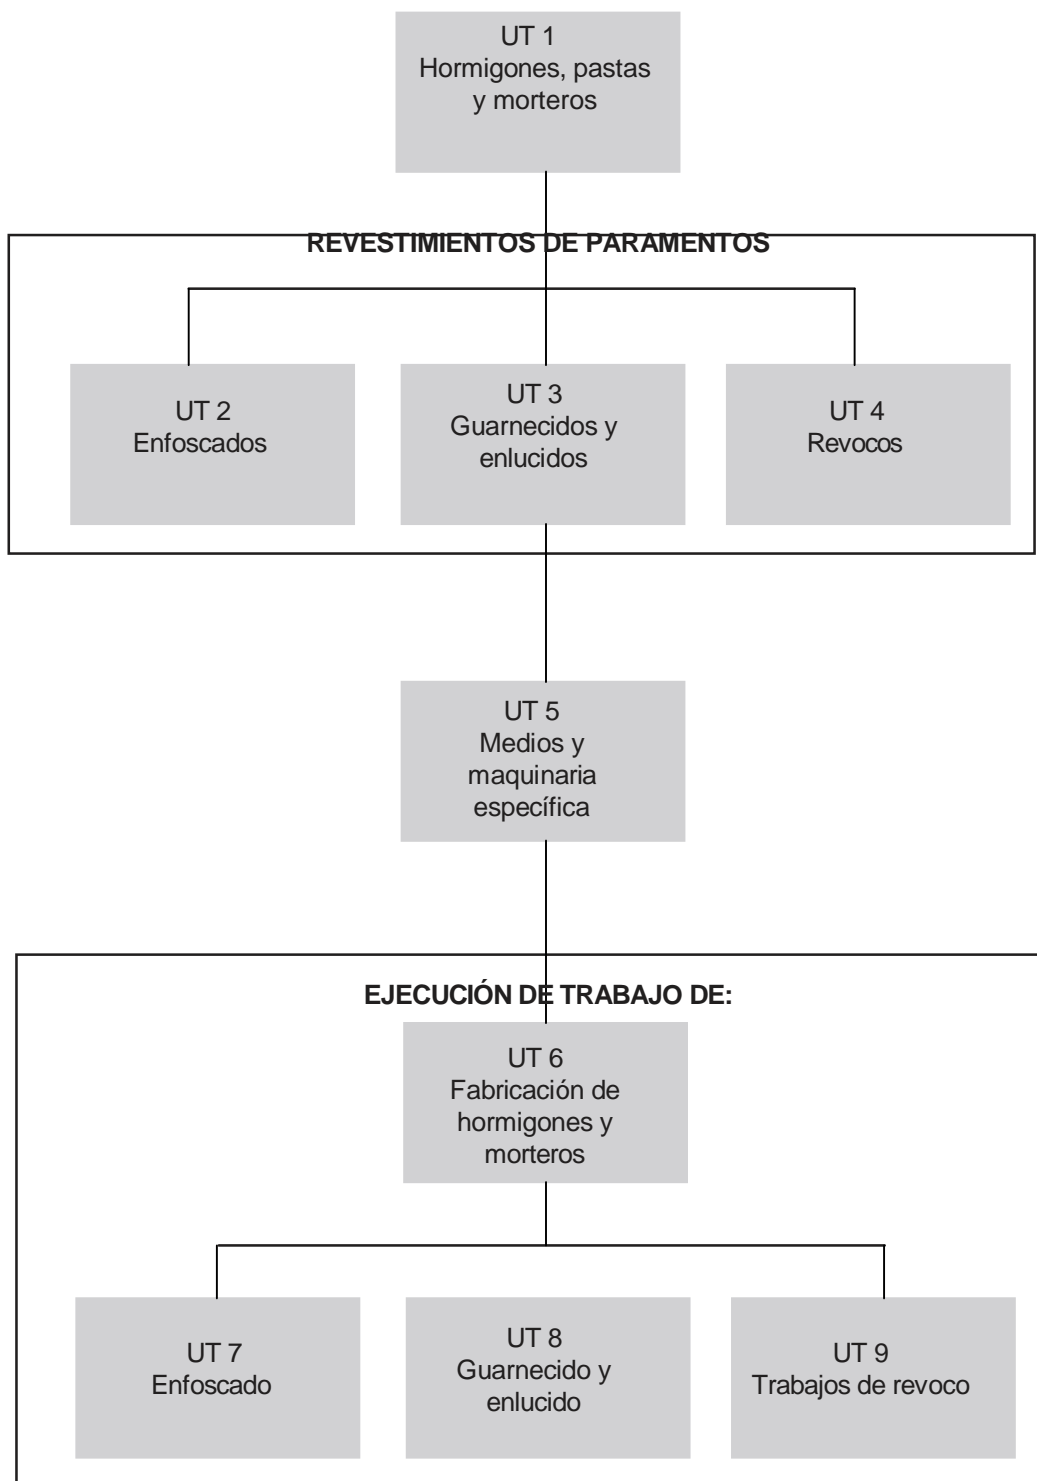 UT 1
Hormigones, pastas
y morteros
REVESTIMIENTOS DE PARAMENTOS
UT 2
Enfoscados
UT 3
Guarnecidos y
enlucidos
UT 4
Revocos
UT 5
Medios y
maquinaria
específica
EJECUCIÓN DE TRABAJO DE:
UT 6
Fabricación de
hormigones y
morteros
UT 7
Enfoscado
UT 8
Guarnecido y
enlucido
UT 9
Trabajos de revoco